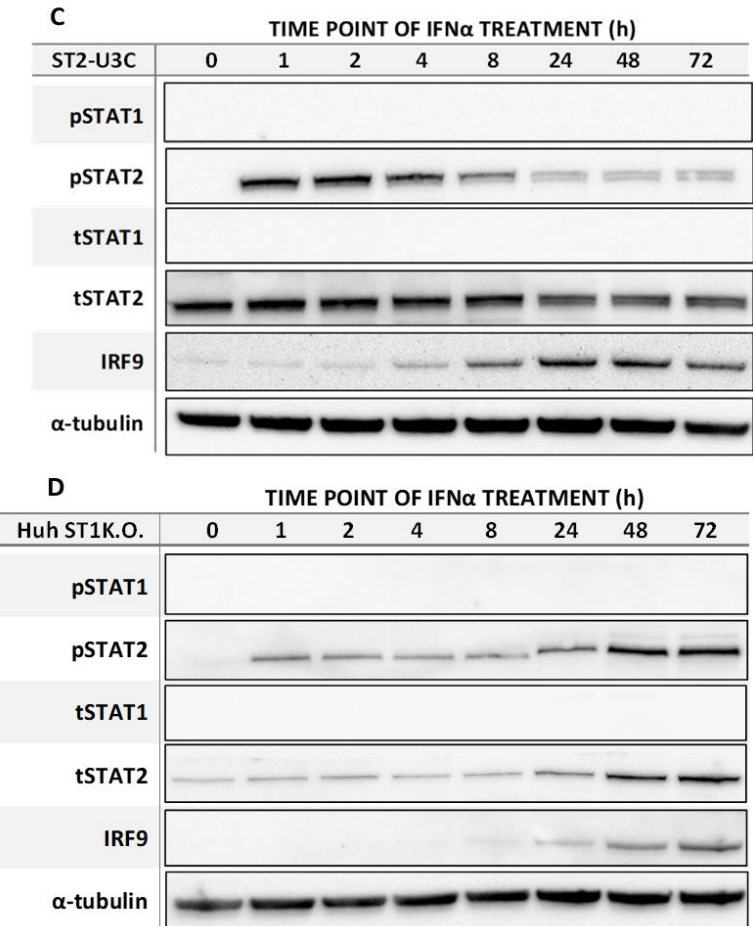 C
TIME POINT OF IFNα TREATMENT (h)
ST2-U3C 0 1 2 4 8 24 48 72
pSTAT1
pSTAT2
tSTAT1
tSTAT2
IRF9
α-tubulin
D
TIME POINT OF IFNα TREATMENT (h)
Huh ST1K.O. 0 1 2 4 8 24 48 72
pSTAT1
pSTAT2
tSTAT1
tSTAT2
IRF9
α-tubulin